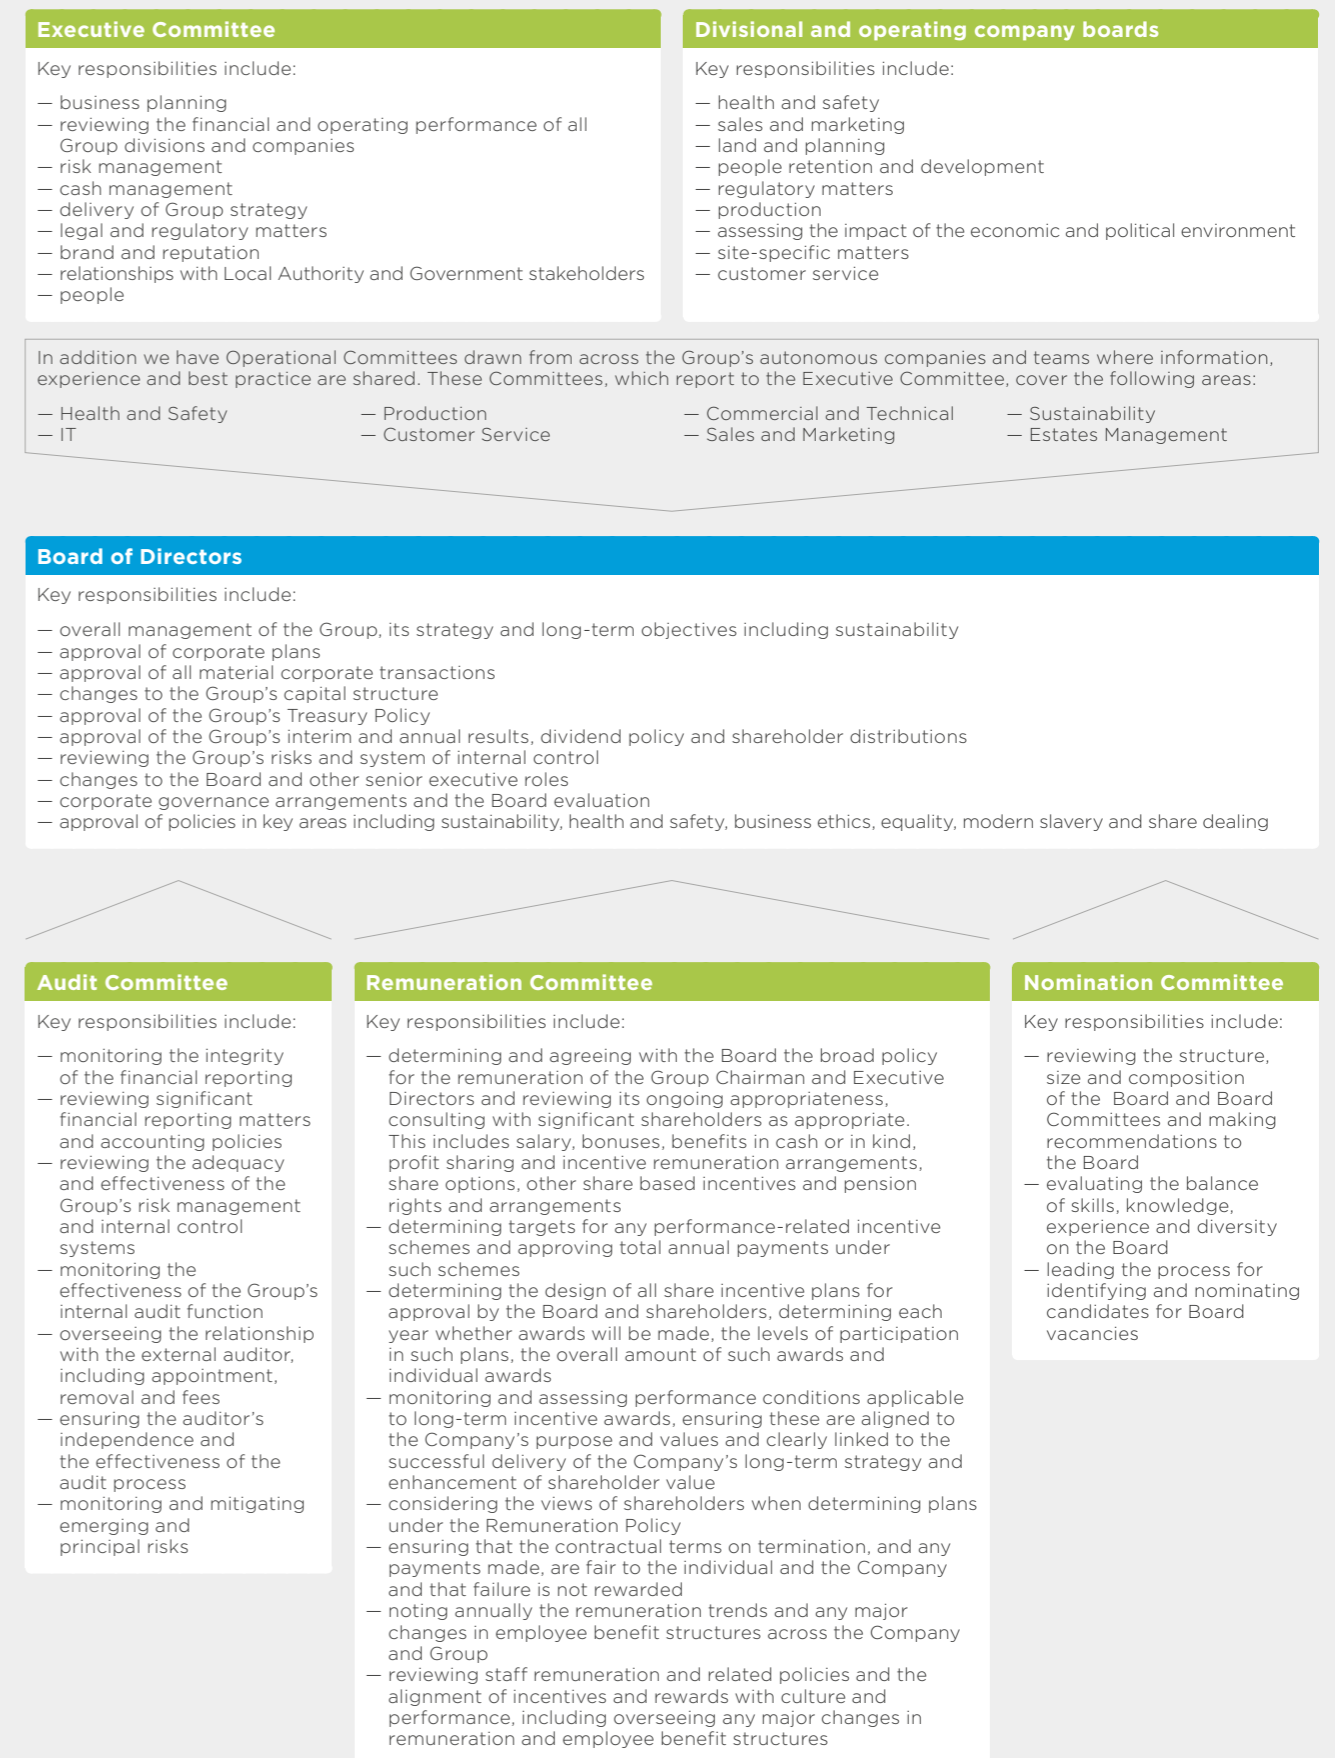 Executive Committee
Key responsibilities include:
— business planning
— reviewing the financial and operating performance of all
Group divisions and companies
— risk management
— cash management
— delivery of Group strategy
— legal and regulatory matters
— brand and reputation
— relationships with Local Authority and Government stakeholders
— people
Divisional and operating company boards
Key responsibilities include:
— health and safety
— sales and marketing
— land and planning
— people retention and development
— regulatory matters
— production
— assessing the impact of the economic and political environment
— site-specific matters
— customer service
In addition we have Operational Committees drawn from across the Group’s autonomous companies and teams where information,
experience and best practice are shared. These Committees, which report to the Executive Committee, cover the following areas:
— Health and Safety
— IT
— Production
— Customer Service
— Commercial and Technical
— Sales and Marketing
— Sustainability
— Estates Management
Board of Directors
Key responsibilities include:
— overall management of the Group, its strategy and long-term objectives including sustainability
— approval of corporate plans
— approval of all material corporate transactions
— changes to the Group’s capital structure
— approval of the Group’s Treasury Policy
— approval of the Group’s interim and annual results, dividend policy and shareholder distributions
— reviewing the Group’s risks and system of internal control
— changes to the Board and other senior executive roles
— corporate governance arrangements and the Board evaluation
— approval of policies in key areas including sustainability, health and safety, business ethics, equality, modern slavery and share dealing
Audit Committee
Key responsibilities include:
— monitoring the integrity
of the financial reporting
— reviewing significant
financial reporting matters
and accounting policies
— reviewing the adequacy
and effectiveness of the
Group’s risk management
and internal control
systems
— monitoring the
effectiveness of the Group’s
internal audit function
— overseeing the relationship
with the external auditor,
including appointment,
removal and fees
— ensuring the auditor’s
independence and
the effectiveness of the
audit process
— monitoring and mitigating
emerging and
principal risks
Remuneration Committee
Key responsibilities include:
— determining and agreeing with the Board the broad policy
for the remuneration of the Group Chairman and Executive
Directors and reviewing its ongoing appropriateness,
consulting with significant shareholders as appropriate.
This includes salary, bonuses, benefits in cash or in kind,
profit sharing and incentive remuneration arrangements,
share options, other share based incentives and pension
rights and arrangements
— determining targets for any performance-related incentive
schemes and approving total annual payments under
such schemes
— determining the design of all share incentive plans for
approval by the Board and shareholders, determining each
year whether awards will be made, the levels of participation
in such plans, the overall amount of such awards and
individual awards
— monitoring and assessing performance conditions applicable
to long-term incentive awards, ensuring these are aligned to
the Company’s purpose and values and clearly linked to the
successful delivery of the Company’s long-term strategy and
enhancement of shareholder value
— considering the views of shareholders when determining plans
under the Remuneration Policy
— ensuring that the contractual terms on termination, and any
payments made, are fair to the individual and the Company
and that failure is not rewarded
— noting annually the remuneration trends and any major
changes in employee benefit structures across the Company
and Group
— reviewing staff remuneration and related policies and the
alignment of incentives and rewards with culture and
performance, including overseeing any major changes in
remuneration and employee benefit structures
Nomination Committee
Key responsibilities include:
— reviewing the structure,
size and composition
of the Board and Board
Committees and making
recommendations to
the Board
— evaluating the balance
of skills, knowledge,
experience and diversity
on the Board
— leading the process for
identifying and nominating
candidates for Board
vacancies